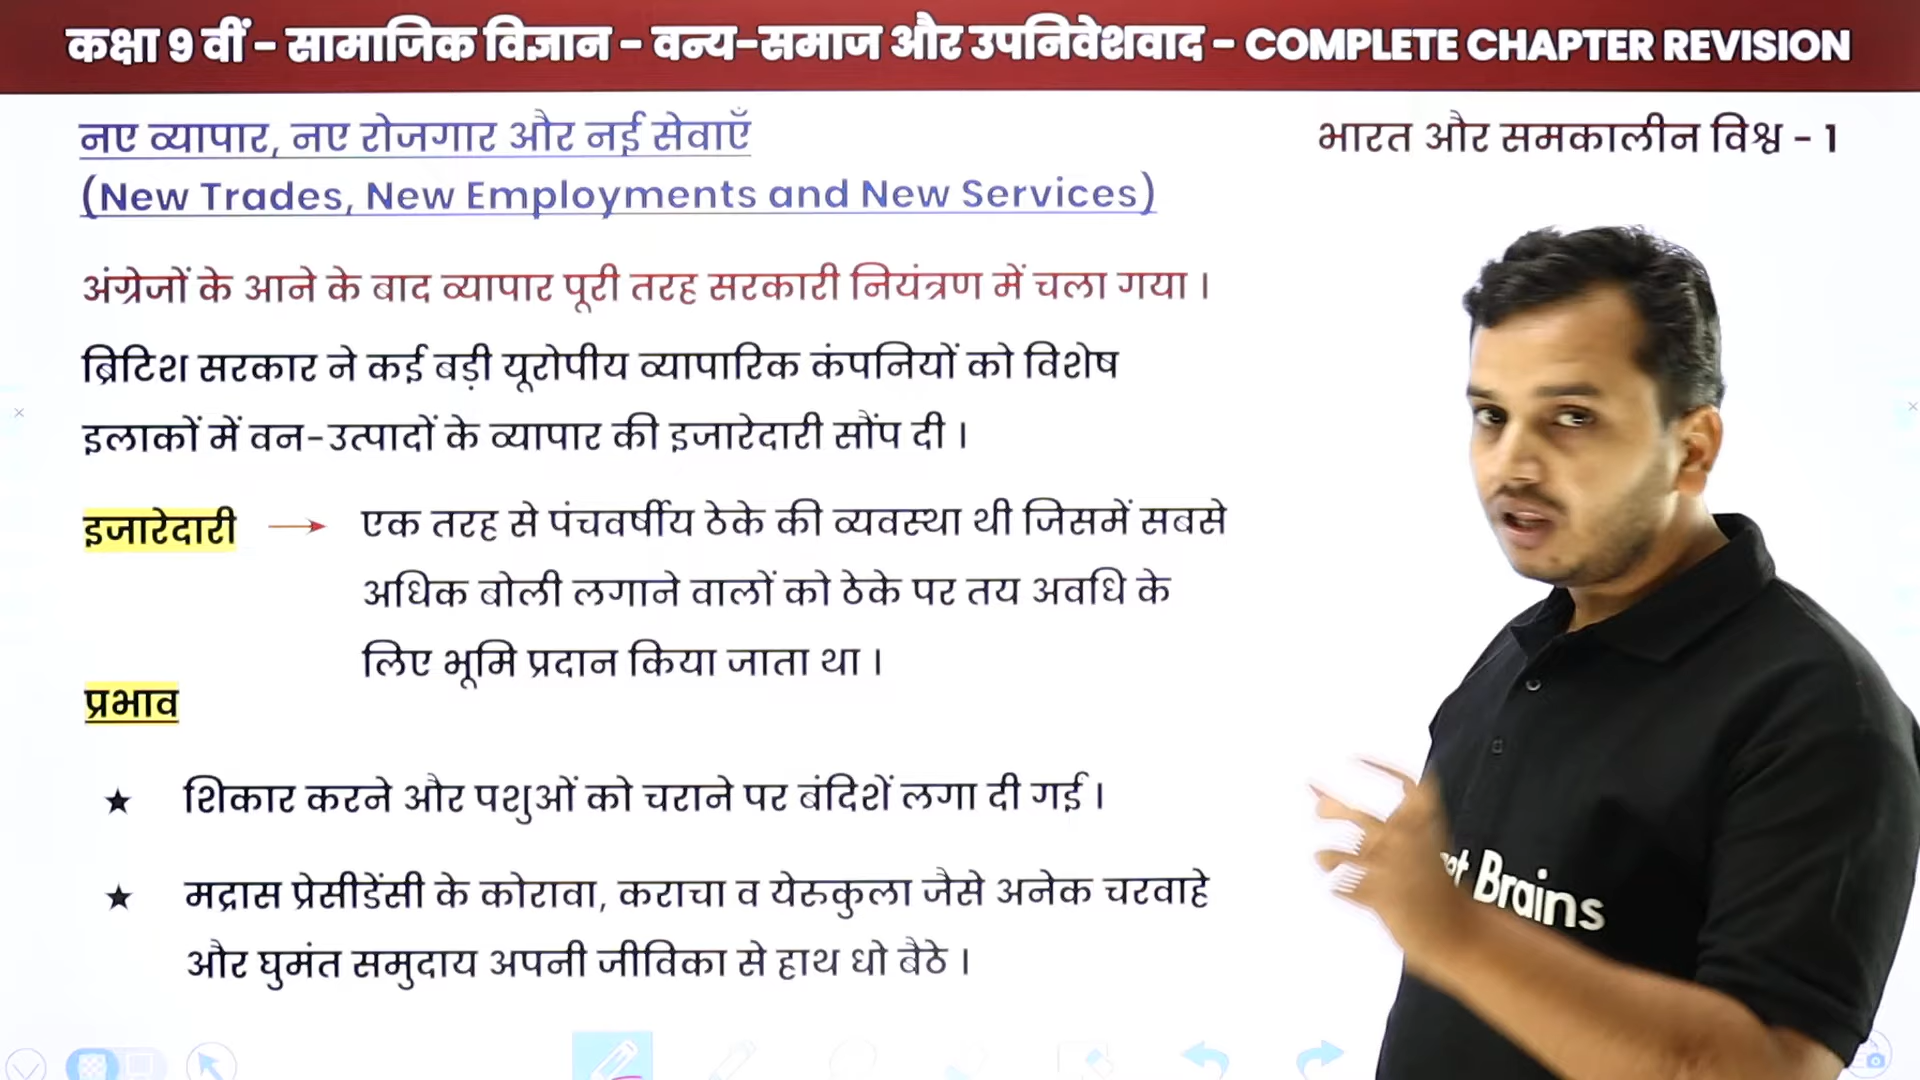 कक्षा 9 वीं - सामाजिक विज्ञान - वन्य-समाज और उपनिवेशवाद - COMPLETE CHAPTER REVISION
नए व्यापार, नए रोजगार और नई सेवाएँ
भारत और समकालीन विश्व - 1
(New Trades, New Employments and New Services)
अंग्रेजों के आने के बाद व्यापार पूरी तरह सरकारी नियंत्रण में चला गया।
ब्रिटिश सरकार ने कई बड़ी यूरोपीय व्यापारिक कंपनियों को विशेष
इलाकों में वन-उत्पादों के व्यापार की इजारेदारी सौंप दी।
इजारेदारी → एक तरह से पंचवर्षीय ठेके की व्यवस्था थी जिसमें सबसे
अधिक बोली लगाने वालों को ठेके पर तय अवधि के
लिए भूमि प्रदान किया जाता था।
प्रभाव
★ शिकार करने और पशुओं को चराने पर बंदिशें लगा दी गई।
★ मद्रास प्रेसीडेंसी के कोरावा, कराचा व येरुकुला जैसे अनेक चरवाहे
और घुमंत समुदाय अपनी जीविका से हाथ धो बैठे।
Brains